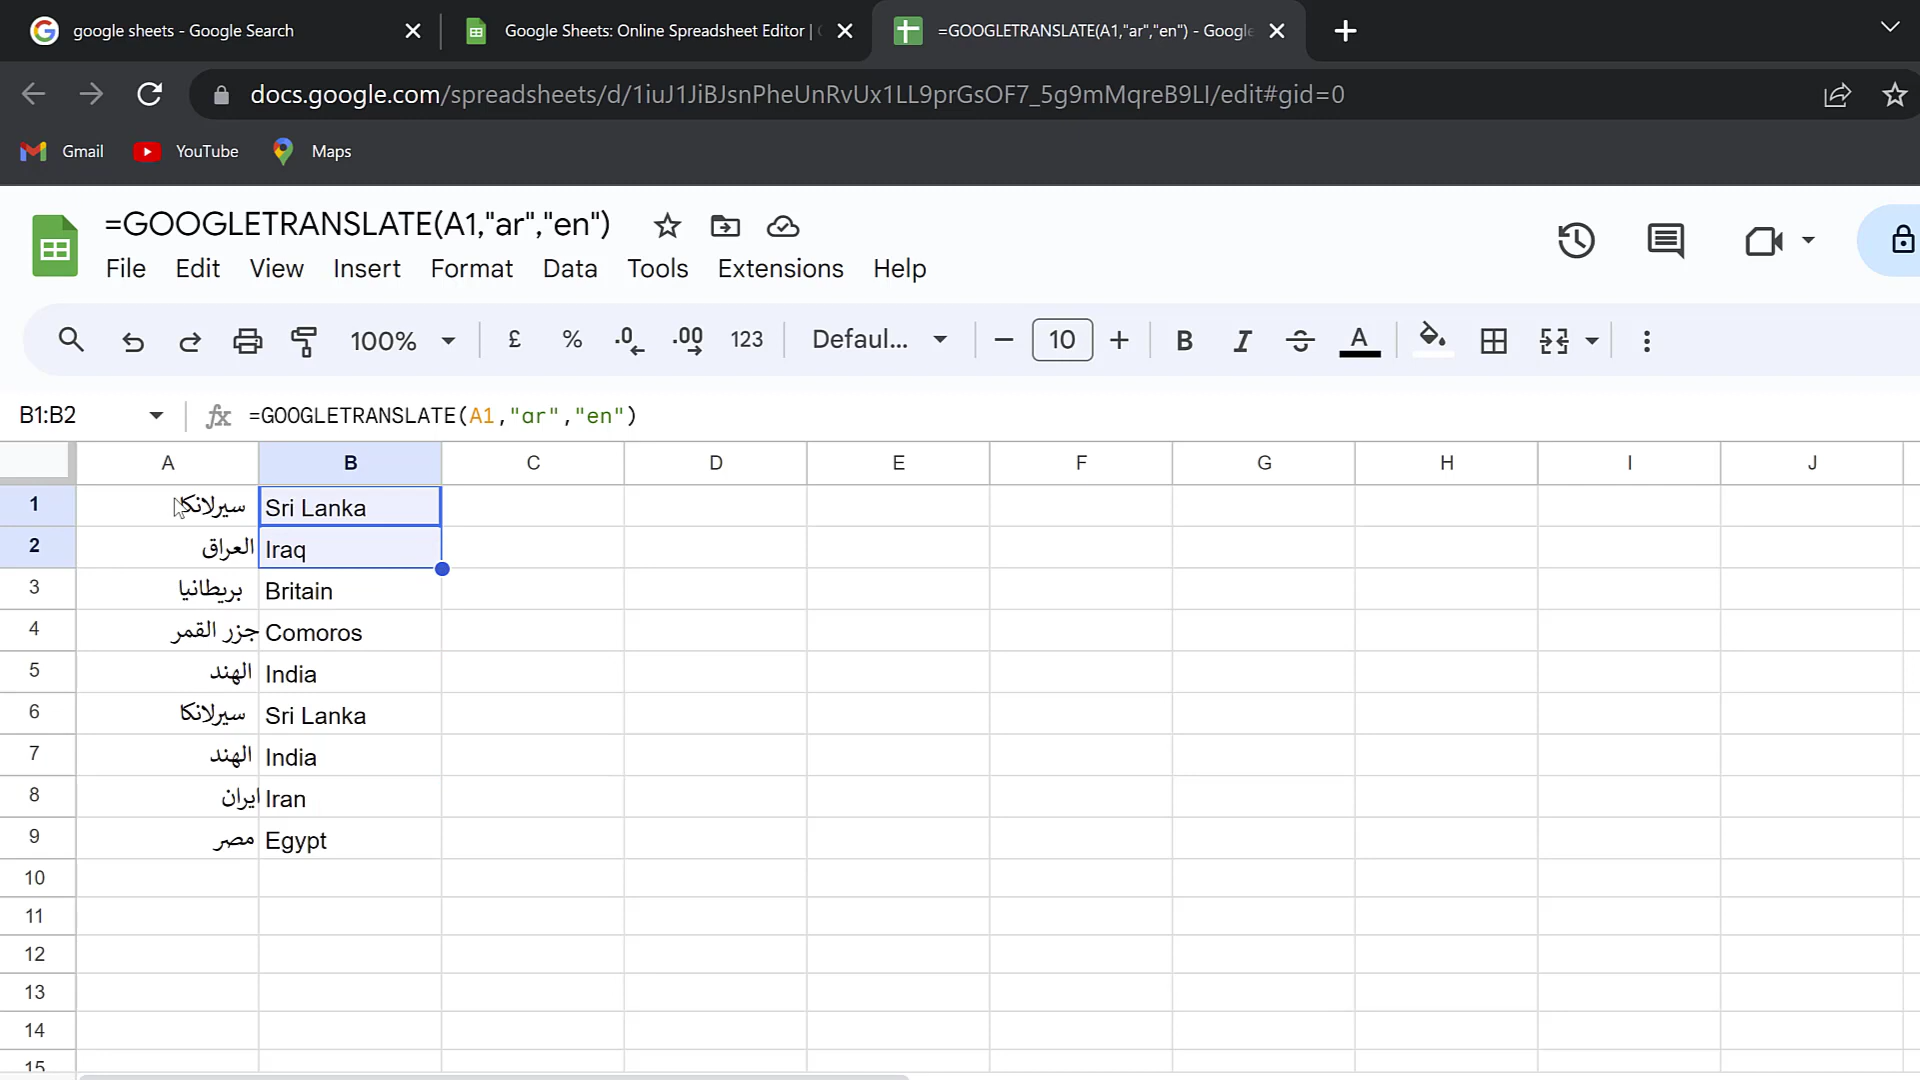 google sheets - Google Search
Google Sheets: Online Spreadsheet Editor |
=GOOGLETRANSLATE(A1,"ar","en") - Google
docs.google.com/spreadsheets/d/1iuJ1JiBJsnPheUnRvUx1LL9prGsOF7_5g9mMqreB9LI/edit#gid=0
Gmail YouTube Maps
=GOOGLETRANSLATE(A1,"ar","en")
File Edit View Insert Format Data Tools Extensions Help
100% £ % .0 .00 123 Defaul... 10 B I S A
B1:B2 fx =GOOGLETRANSLATE(A1,"ar","en")
A B C D E F G H I J
1 سيرلانكا Sri Lanka
2 العراق Iraq
3 بريطانيا Britain
4 جزر القمر Comoros
5 الهند India
6 سيرلانكا Sri Lanka
7 الهند India
8 ايران Iran
9 مصر Egypt
10
11
12
13
14
15